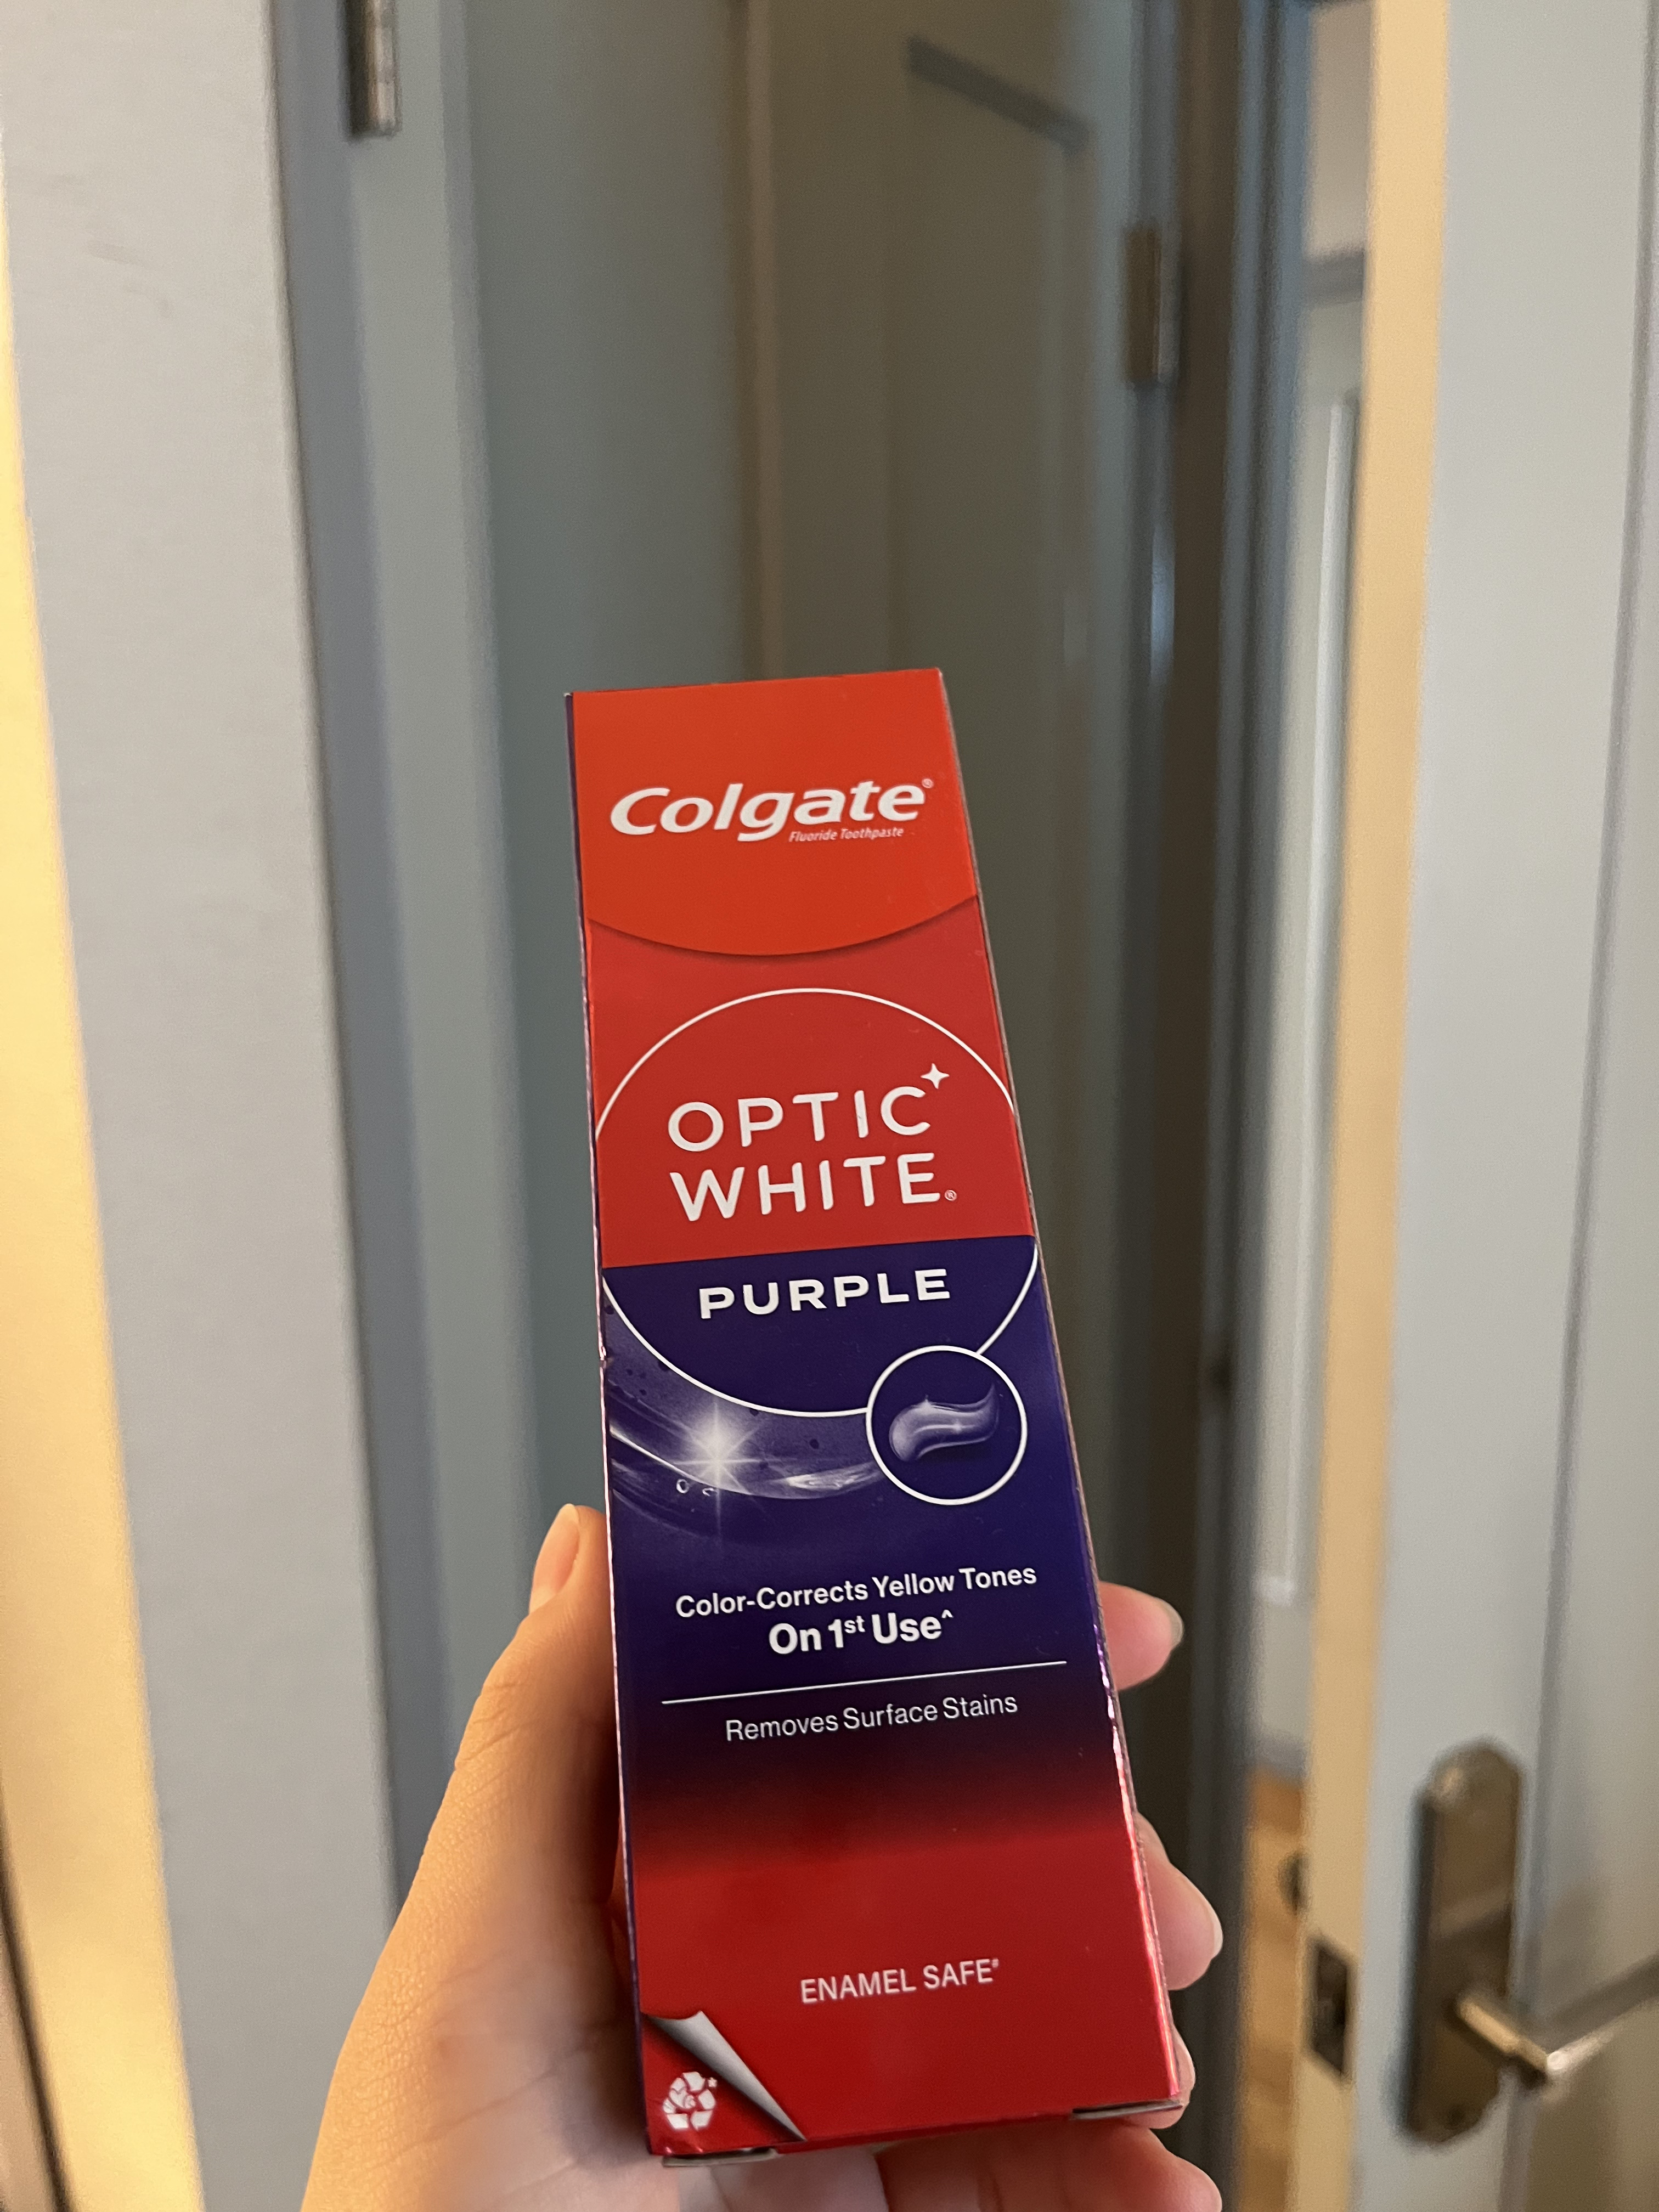 Colgate®
Fluoride Toothpaste
OPTIC
WHITE®
PURPLE
Color-Corrects Yellow Tones
On 1st Use^
Removes Surface Stains
ENAMEL SAFE#